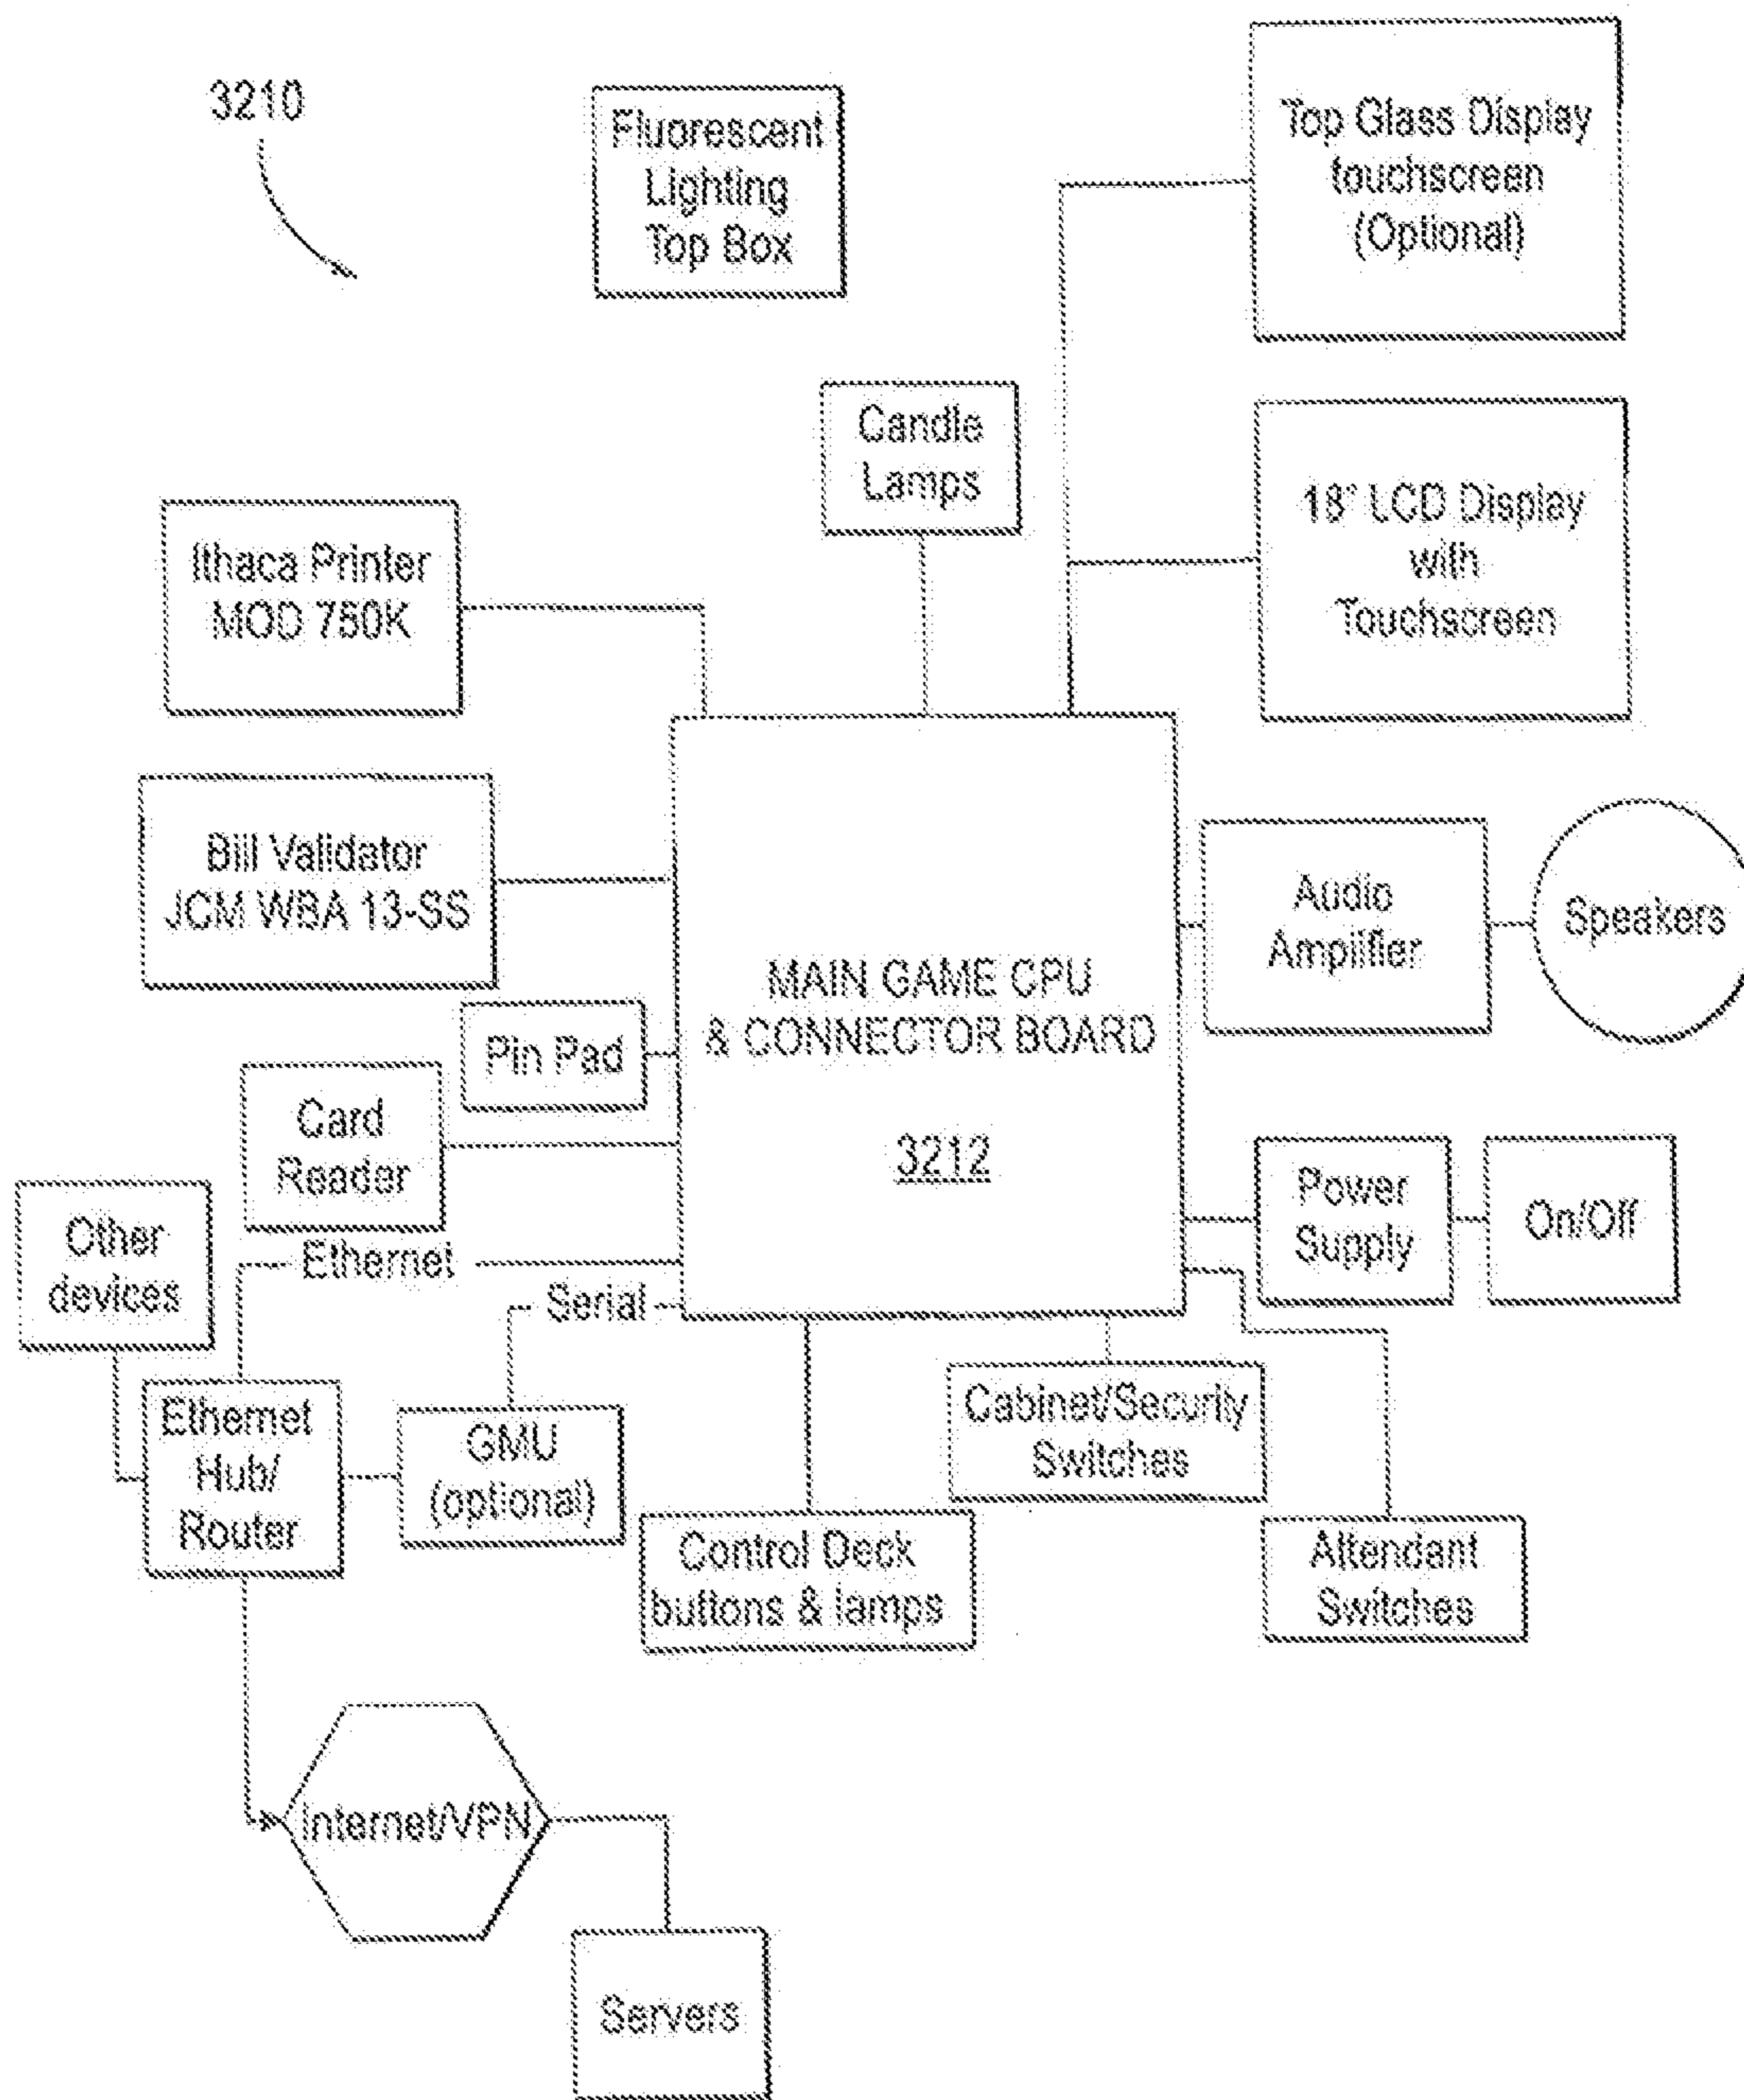 3210
Fluorescent
Lighting
Top Box
Top Glass Display
touchscreen
(Optional)
Candle
Lamps
18" LCD Display
with
Touchscreen
Ithaca Printer
MOD 750K
Bill Validator
JCM WBA 13-SS
Audio
Amplifier
Speakers
MAIN GAME CPU
& CONNECTOR BOARD
3212
Pin Pad
Card
Reader
Power
Supply
On/Off
Other
devices
Ethernet
Serial
Ethernet
Hub/
Router
GMU
(optional)
Cabinet/Security
Switches
Control Deck
buttons & lamps
Attendant
Switches
Internet/VPN
Servers